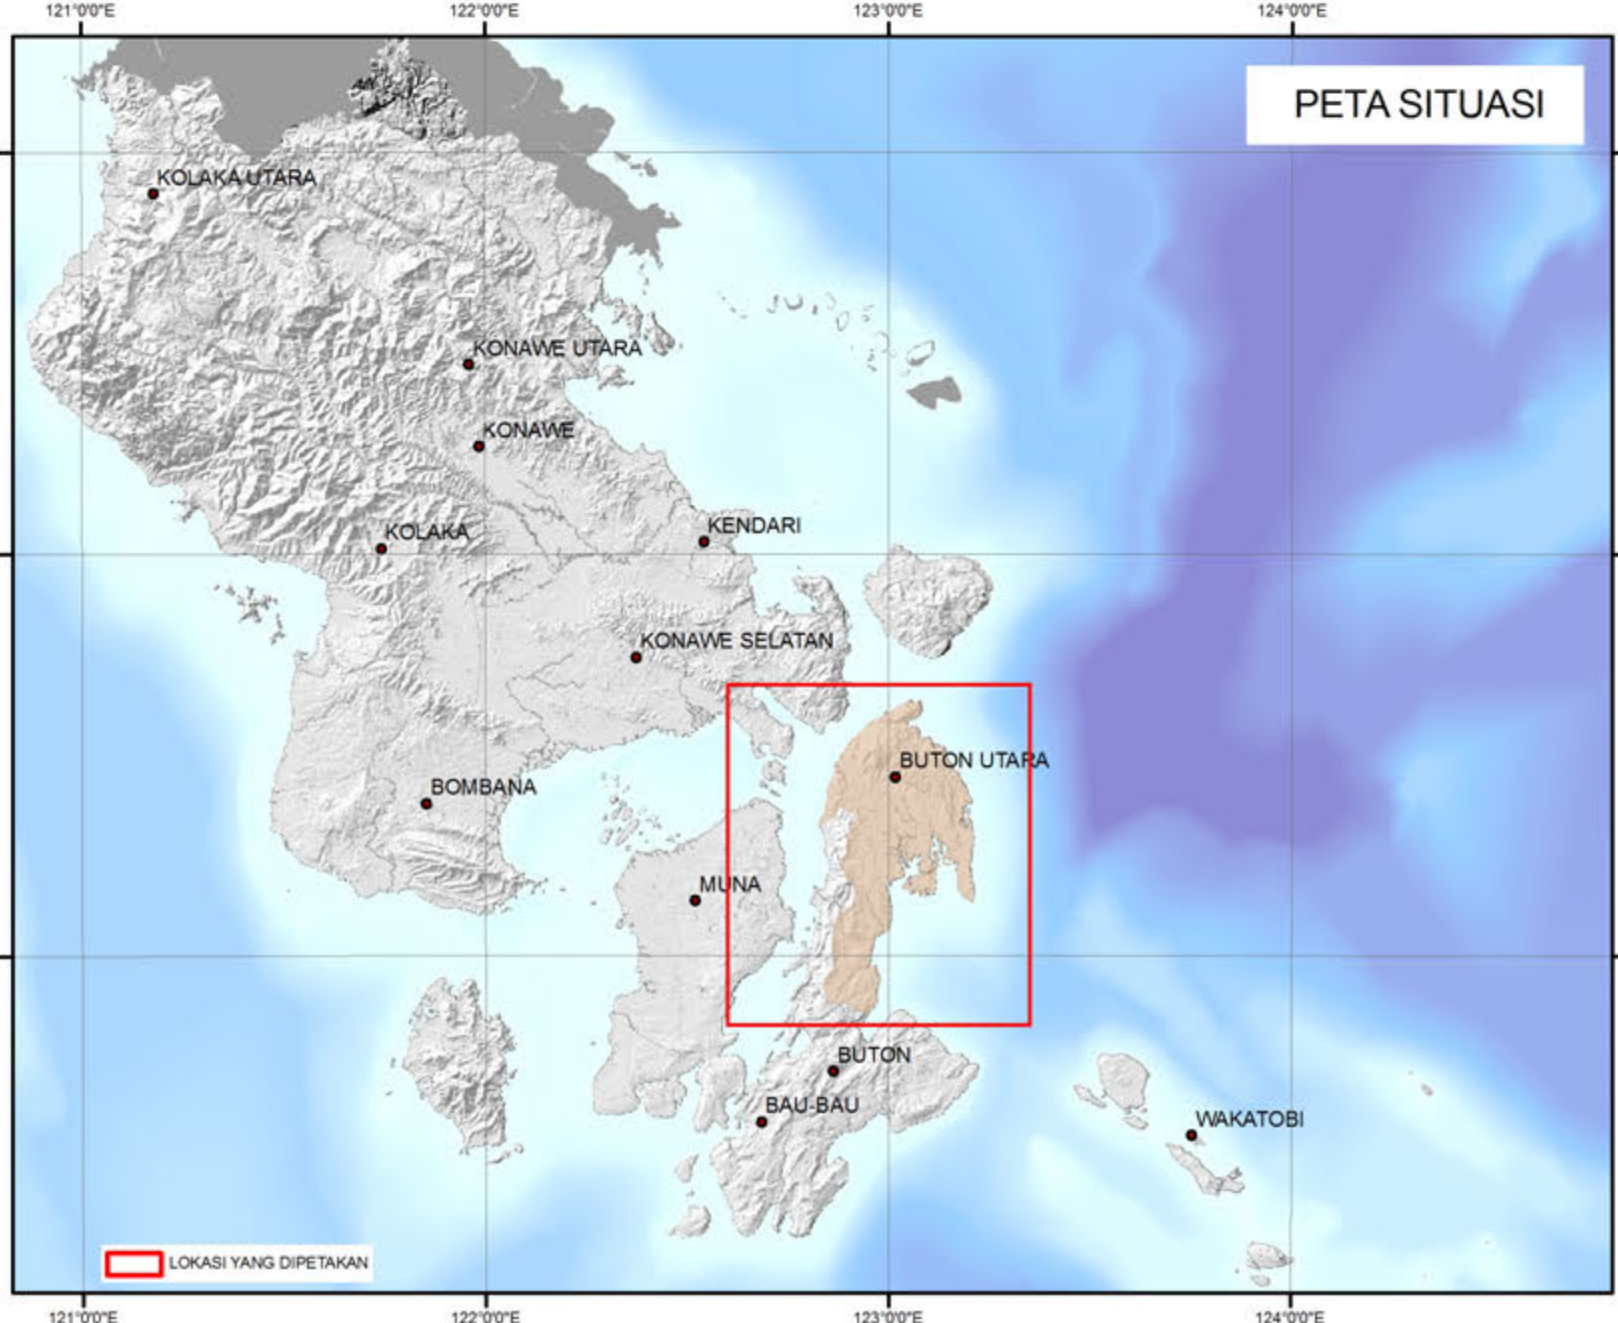 121°0'0"E 122°0'0"E 123°0'0"E 124°0'0"E
PETA SITUASI
KOLAKA UTARA
KONAWE UTARA
KONAWE
KENDARI
KOLAKA
KONAWE SELATAN
BUTON UTARA
BOMBANA
MUNA
BUTON
BAU-BAU
WAKATOBI
LOKASI YANG DIPETAKAN
121°0'0"E 122°0'0"E 123°0'0"E 124°0'0"E